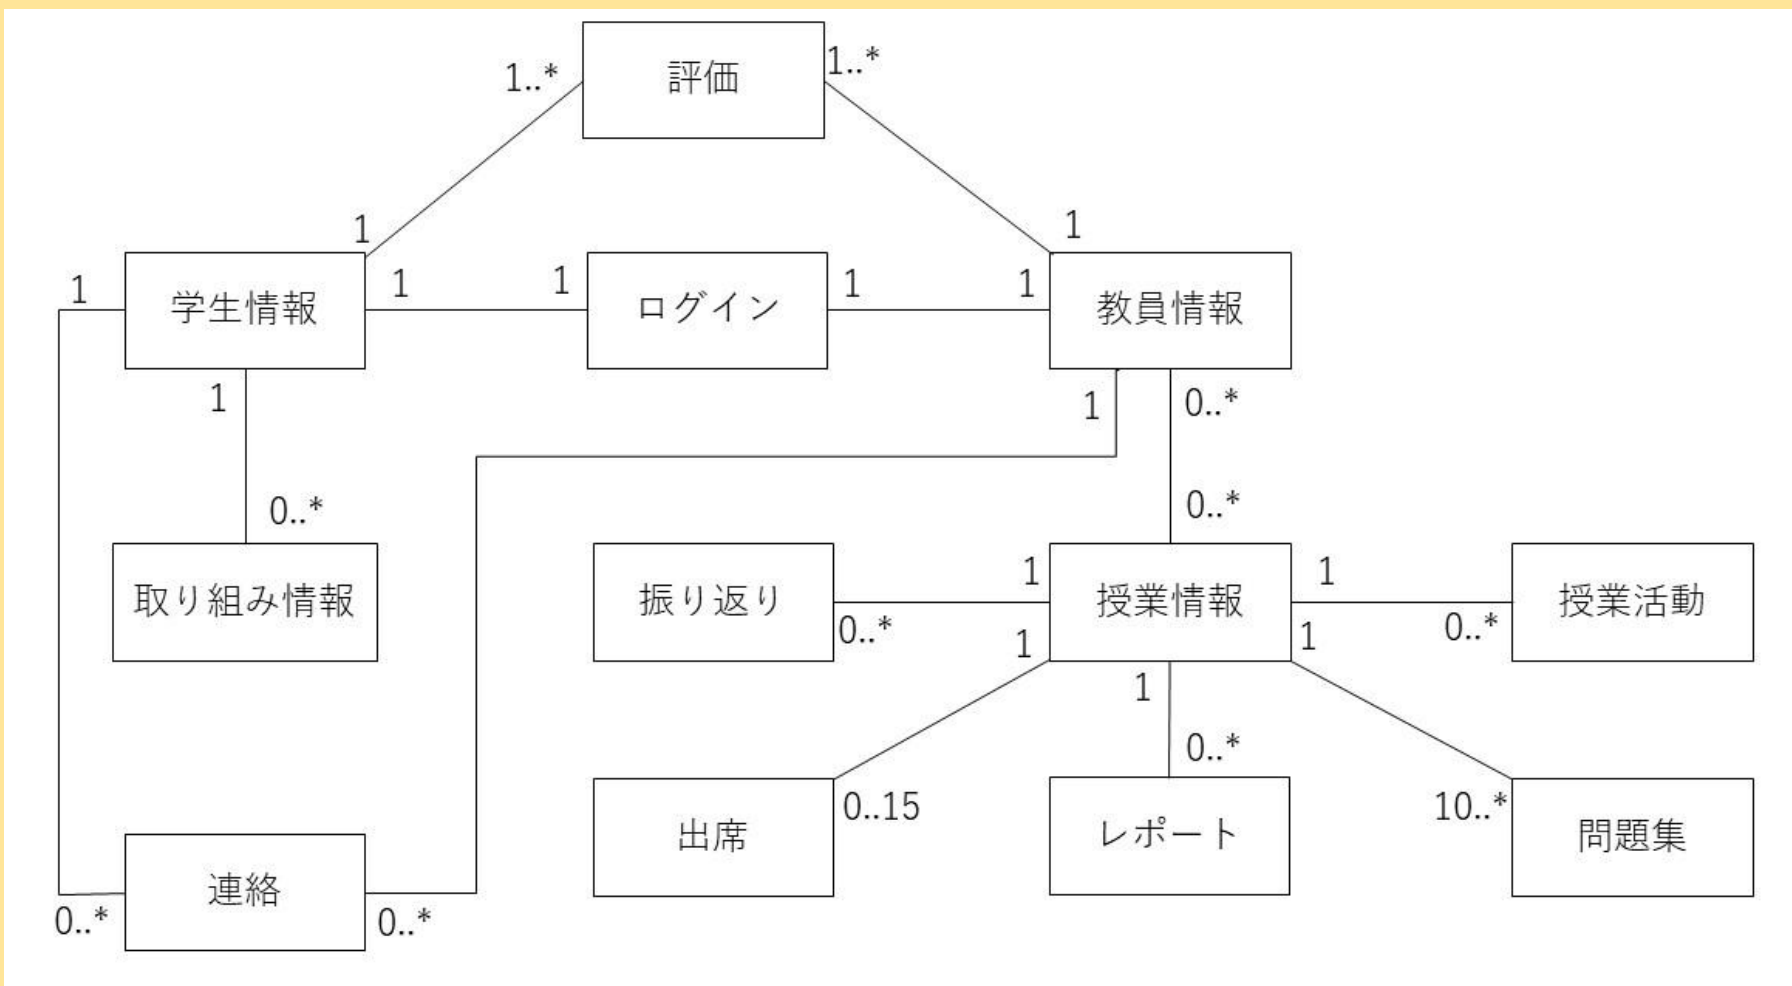 評価
1..*
1..*
1
1
学生情報
ログイン
教員情報
1
1
1
1
1
1
1
0..*
0..*
0..*
取り組み情報
振り返り
授業情報
授業活動
1
0..*
1
0..*
1
1
1
0..*
0..15
10..*
出席
レポート
問題集
連絡
0..*
0..*